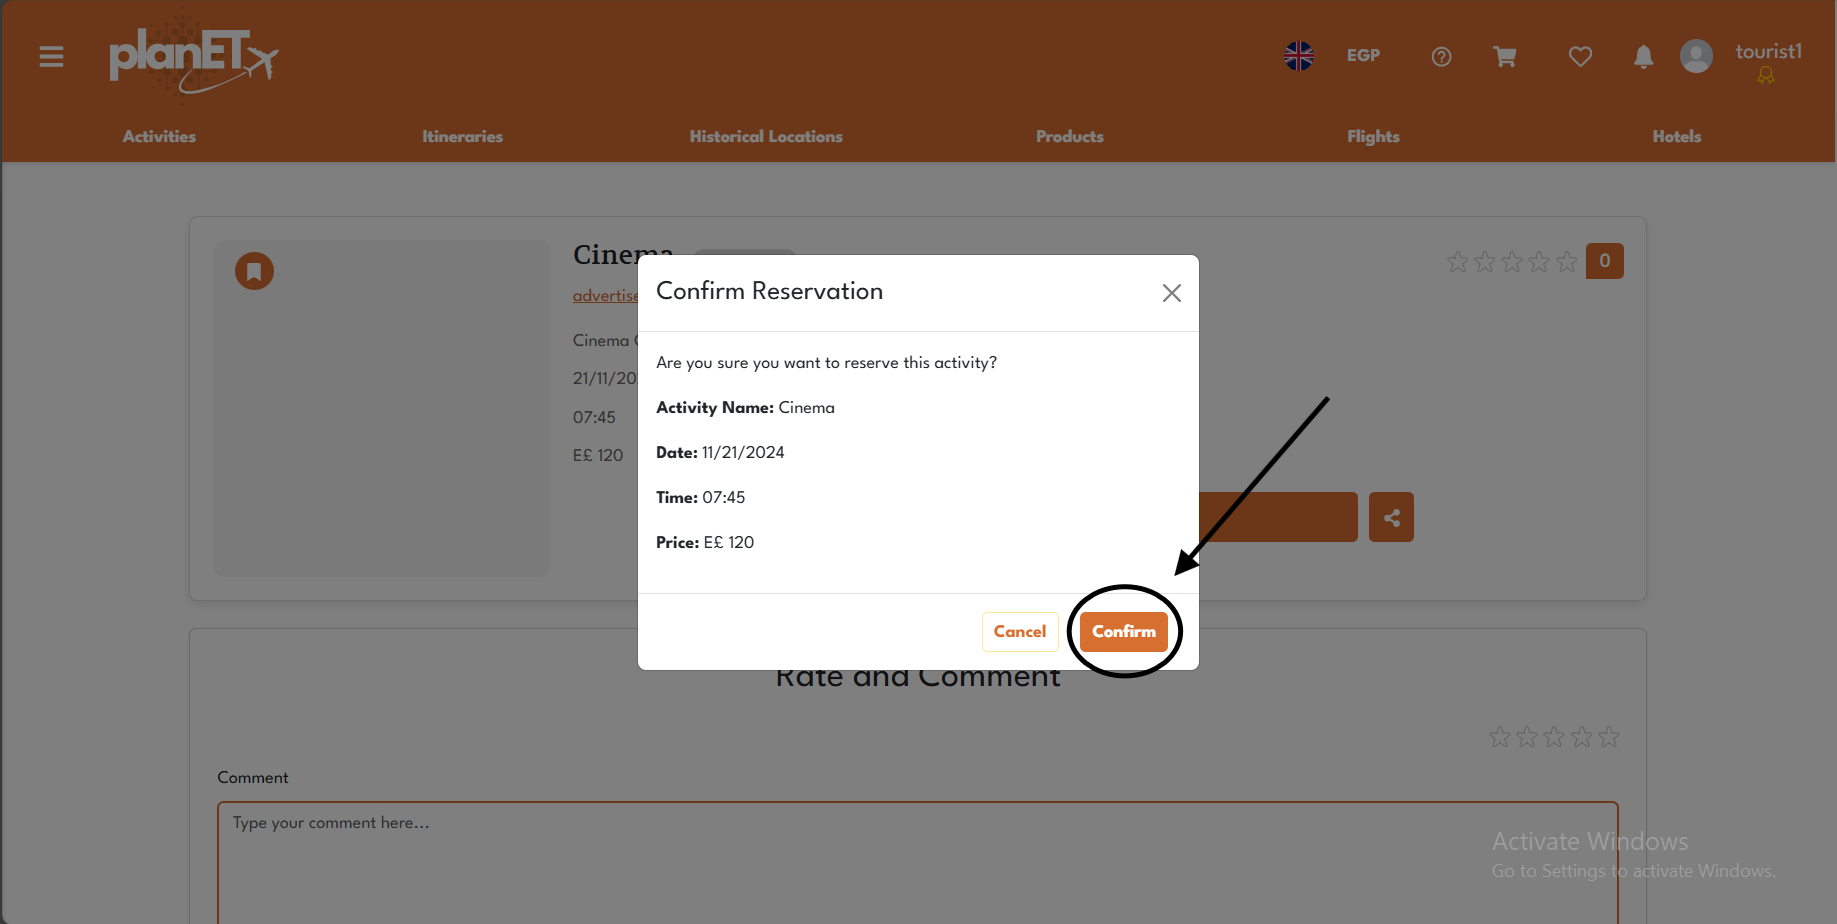 planET
EGP
tourist1
Activities
Itineraries
Historical Locations
Products
Flights
Hotels
Cinema
0
advertise
Cinema
21/11/20
07:45
E£ 120
Confirm Reservation
Are you sure you want to reserve this activity?
Activity Name: Cinema
Date: 11/21/2024
Time: 07:45
Price: E£ 120
Cancel
Confirm
Rate and Comment
Comment
Type your comment here...
Activate Windows
Go to Settings to activate Windows.